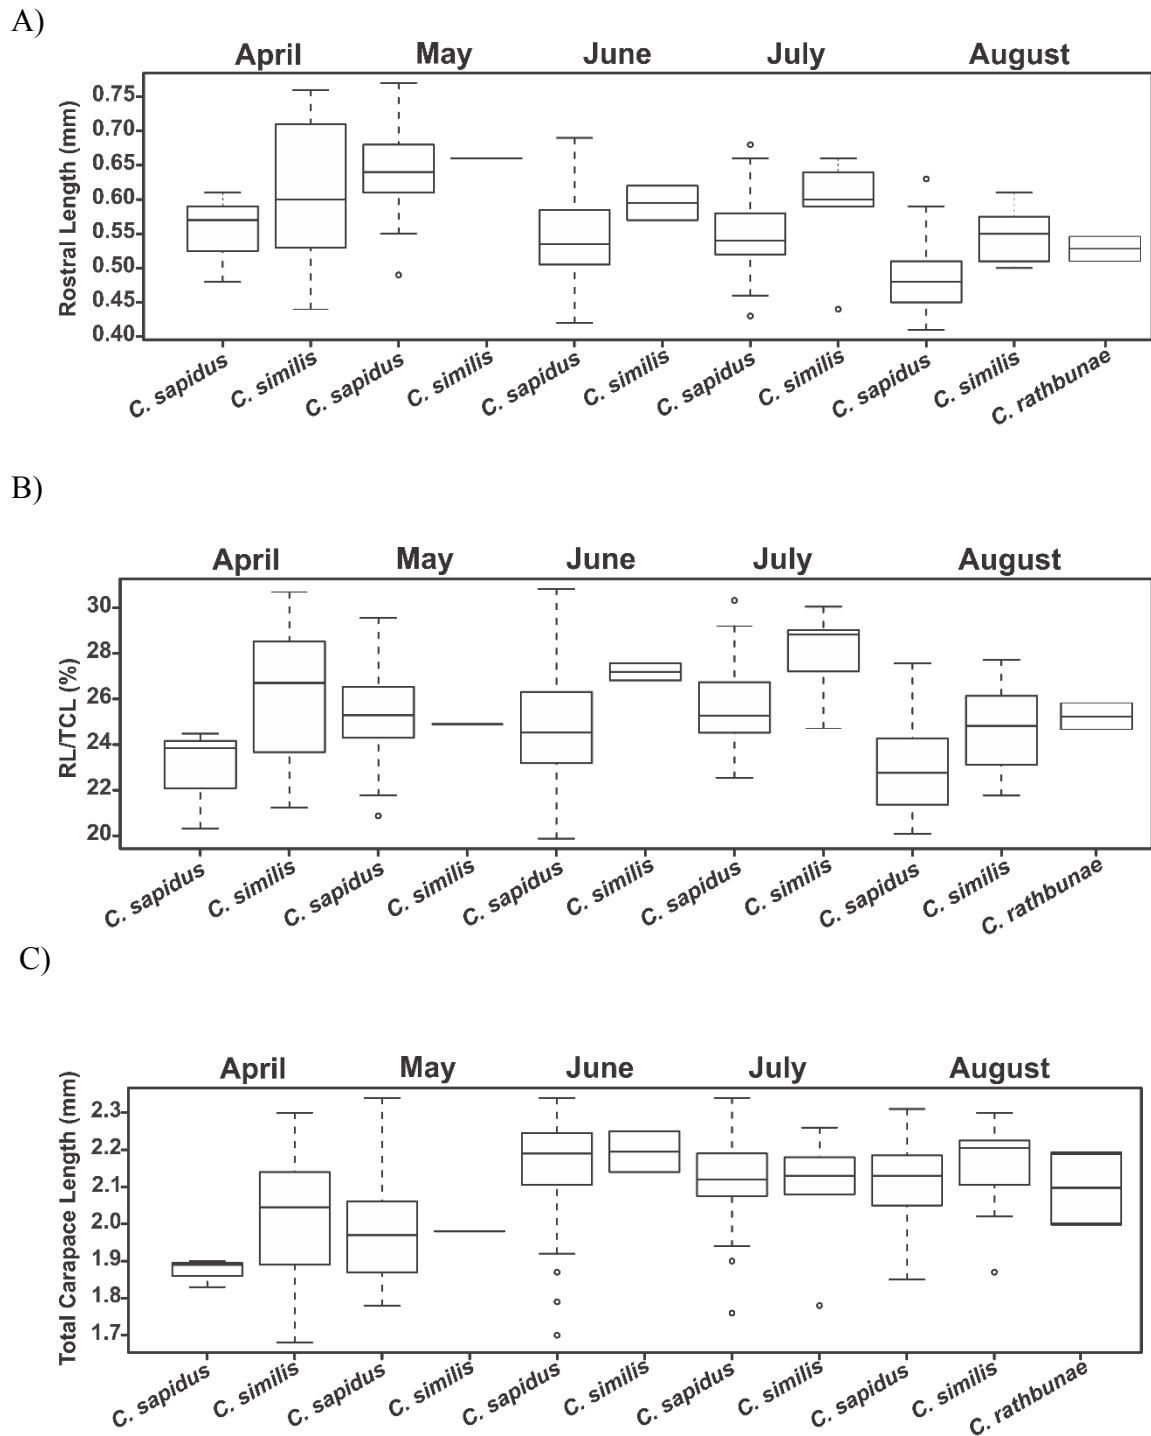 A)
April May June July August
Rostral Length (mm)
0.75
0.70
0.65
0.60
0.55
0.50
0.45
0.40
C. sapidus C. similis C. sapidus C. similis C. sapidus C. similis C. sapidus C. similis C. sapidus C. similis C. rathbunae
B)
April May June July August
RL/TCL (%)
30
28
26
24
22
20
C. sapidus C. similis C. sapidus C. similis C. sapidus C. similis C. sapidus C. similis C. sapidus C. similis C. rathbunae
C)
April May June July August
Total Carapace Length (mm)
2.3
2.2
2.1
2.0
1.9
1.8
1.7
C. sapidus C. similis C. sapidus C. similis C. sapidus C. similis C. sapidus C. similis C. sapidus C. similis C. rathbunae